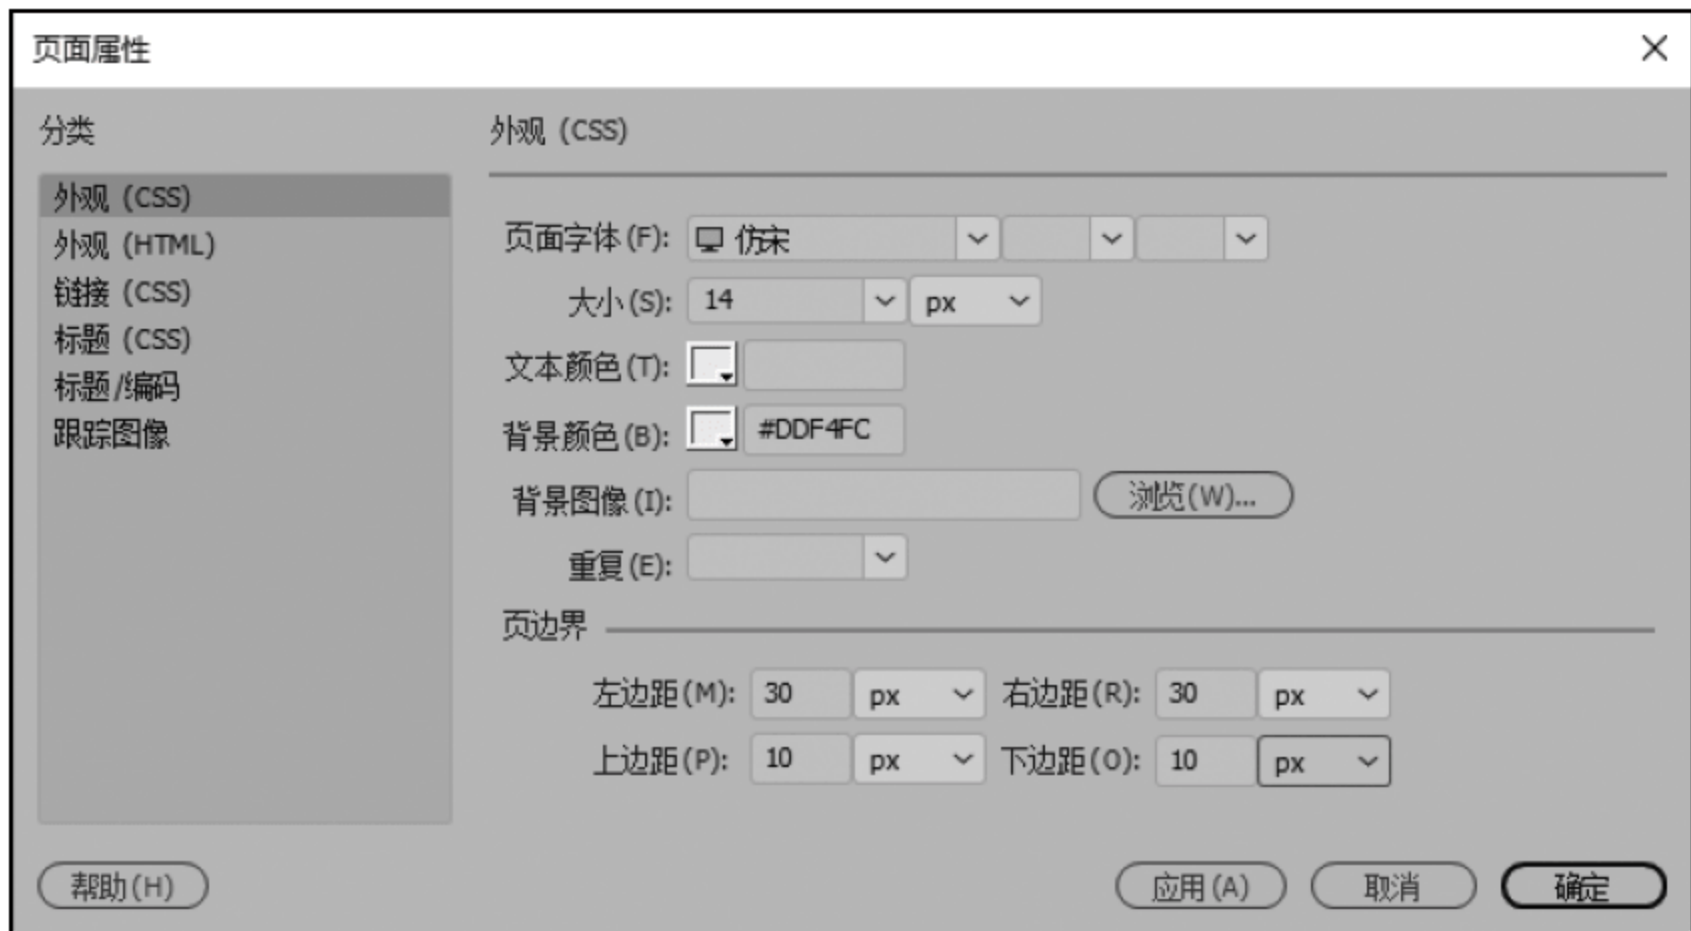 页面属性
分类
外观 (CSS)
外观 (HTML)
链接 (CSS)
标题 (CSS)
标题/编码
跟踪图像
外观 (CSS)
页面字体(F): 仿宋
大小(S): 14 px
文本颜色(T):
背景颜色(B): #DDF4FC
背景图像(I): 浏览(W)...
重复(E):
页边界
左边距(M): 30 px 右边距(R): 30 px
上边距(P): 10 px 下边距(O): 10 px
帮助(H) 应用(A) 取消 确定